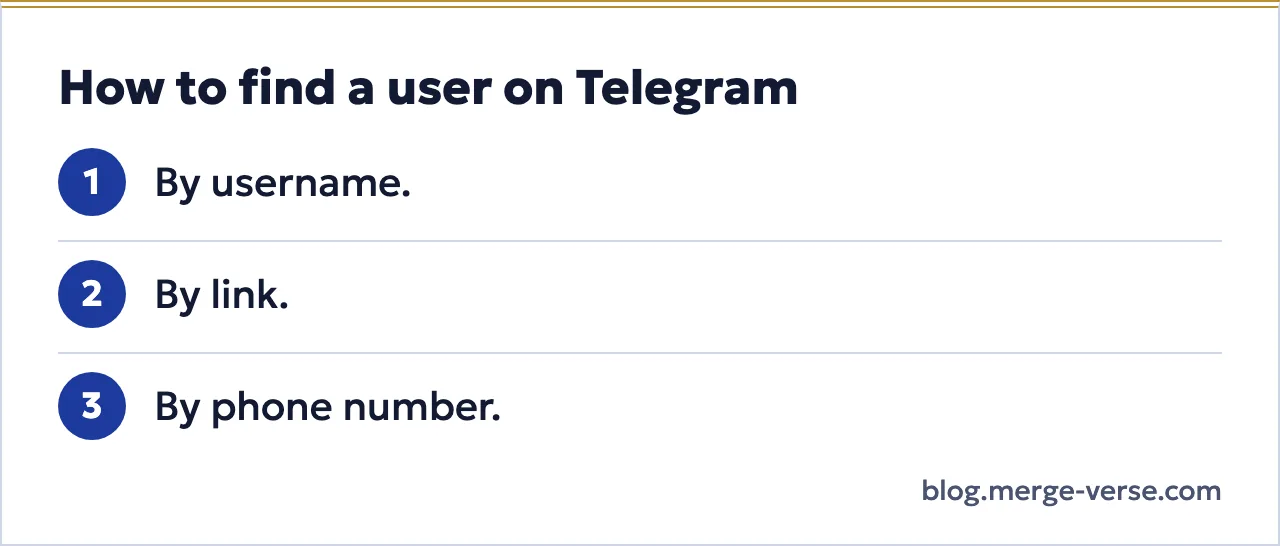 How to find a user on Telegram
1 By username.
2 By link.
3 By phone number.
blog.merge-verse.com